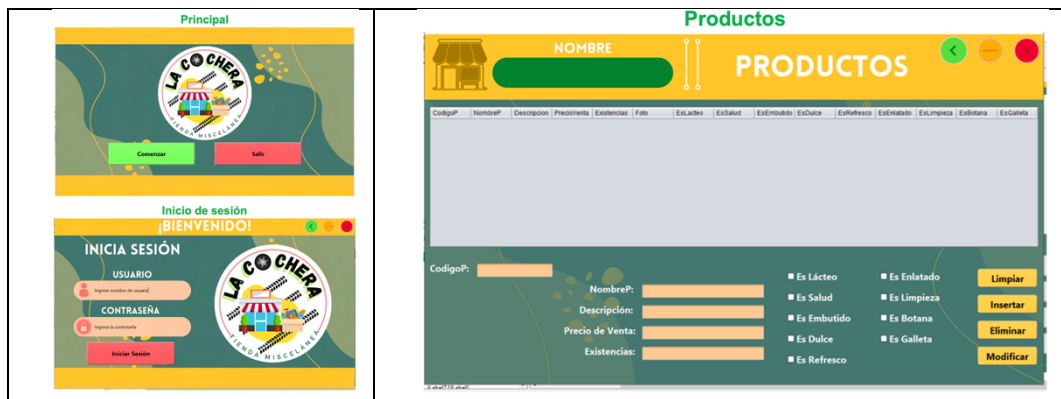 Principal
LA COCHERA
TIENDA MISCELÁNEA
Comenzar
Salir
Inicio de sesión
¡BIENVENIDO!
INICIA SESIÓN
USUARIO
Ingrese nombre de usuario
CONTRASEÑA
Ingrese la contraseña
Iniciar Sesión
LA COCHERA
TIENDA MISCELÁNEA
Productos
NOMBRE
PRODUCTOS
CodigoP NombreP Descripcion PrecioVenta Existencias Foto EsLacteo EsSalud EsEmbutido EsDulce EsRefresco EsEnlatado EsLimpieza EsBotana EsGalleta
CodigoP:
NombreP:
Descripción:
Precio de Venta:
Existencias:
Es Lácteo
Es Salud
Es Embutido
Es Dulce
Es Refresco
Es Enlatado
Es Limpieza
Es Botana
Es Galleta
Limpiar
Insertar
Eliminar
Modificar